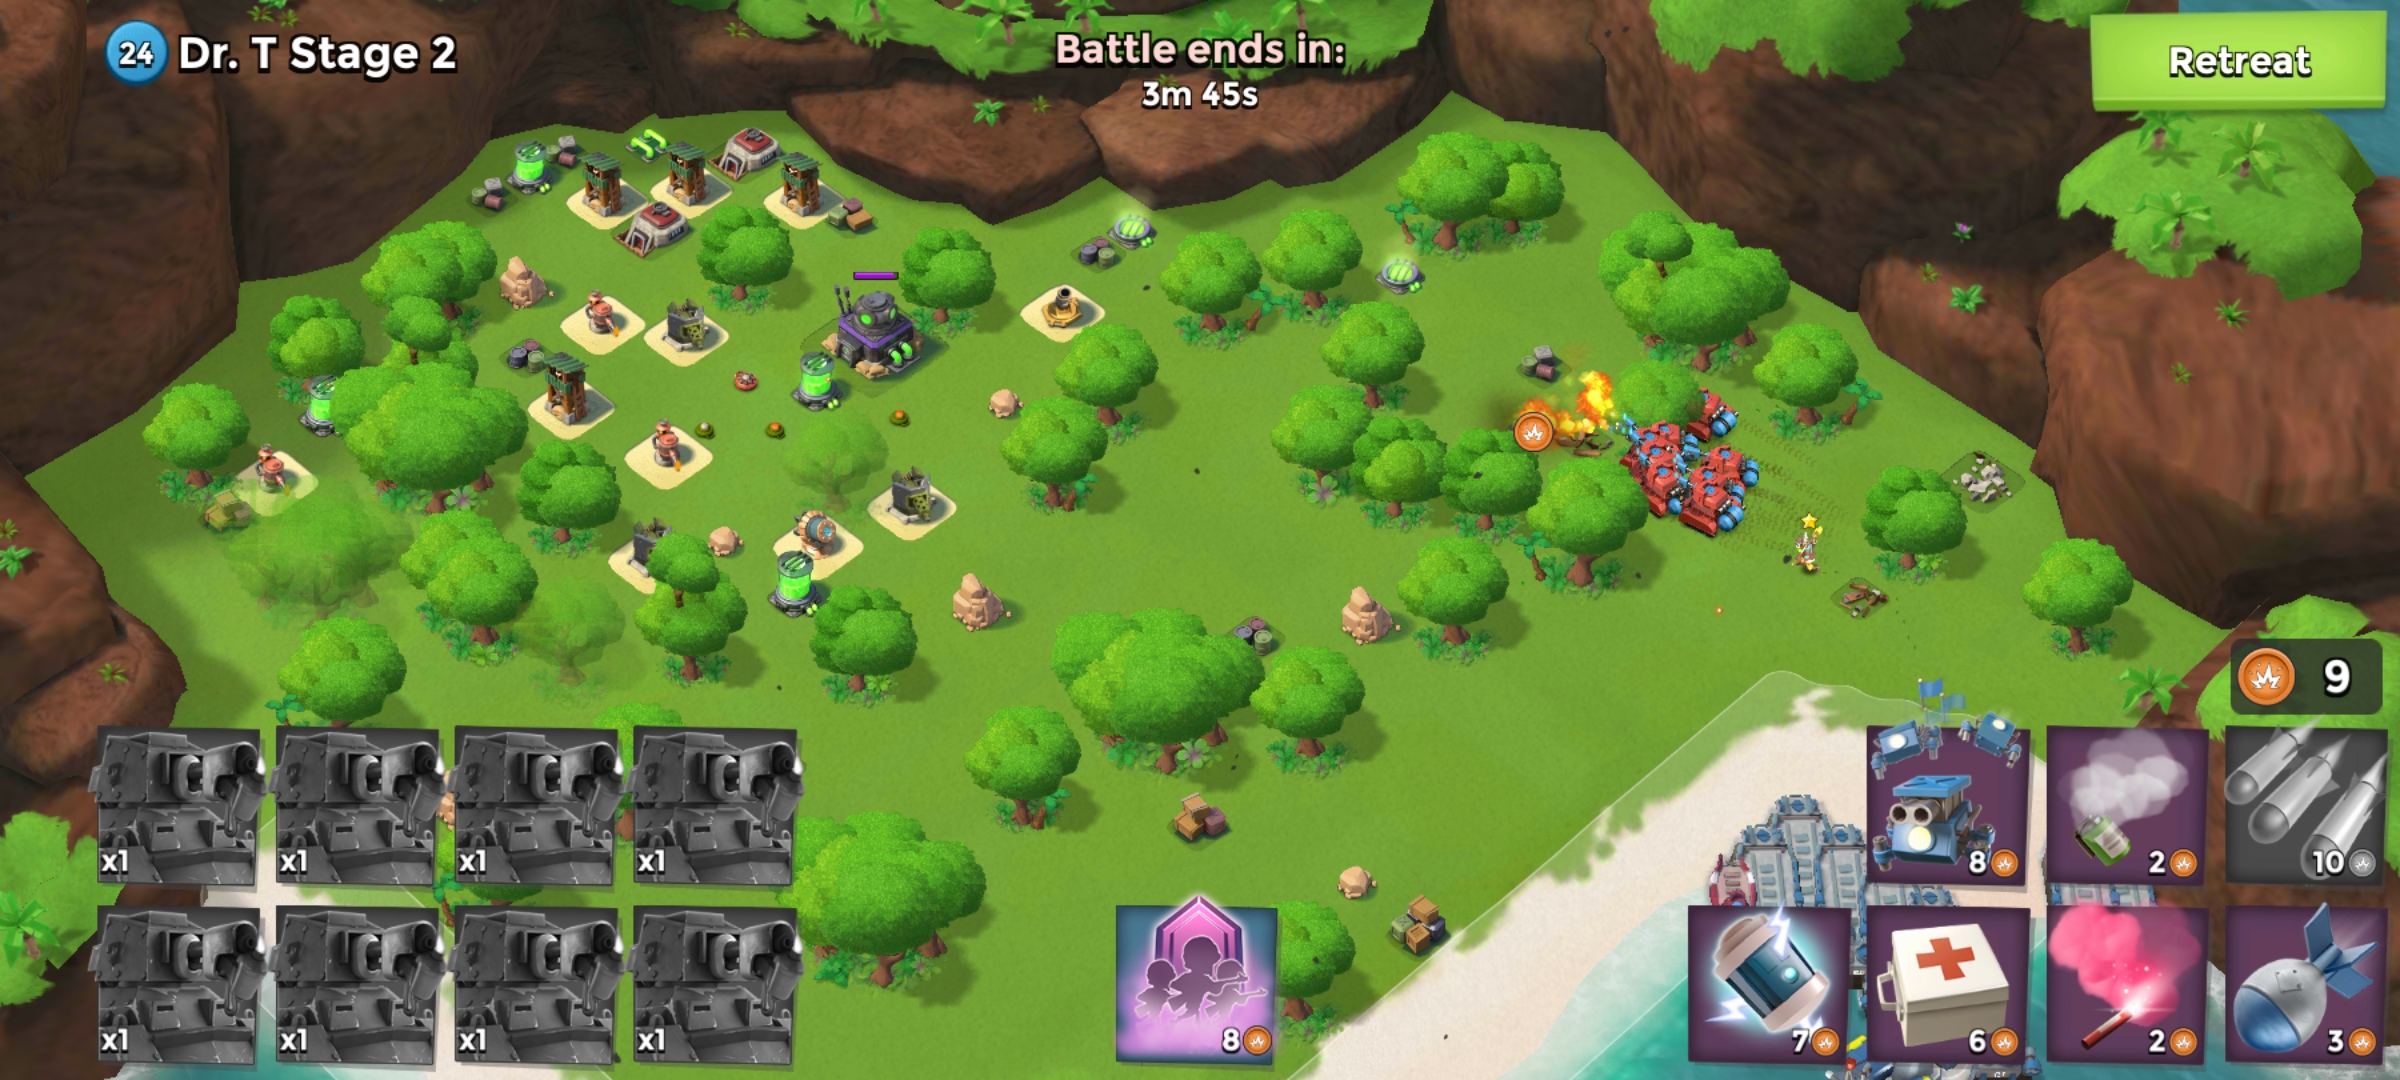 24 Dr. T Stage 2
Battle ends in:
3m 45s
Retreat
9
x1 x1 x1 x1
8 2 10
x1 x1 x1 x1
8 7 6 2 3